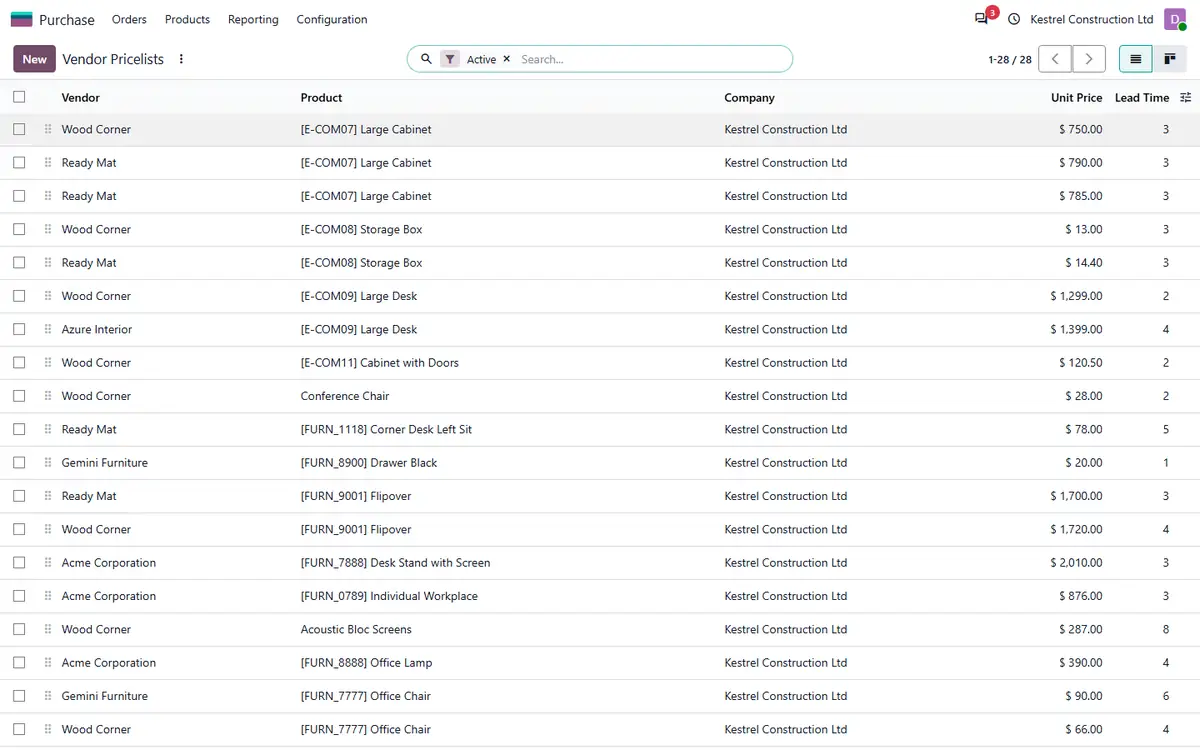 Purchase Orders Products Reporting Configuration 3 Kestrel Construction Ltd D
New Vendor Pricelists Active Search... 1-28 / 28
Vendor Product Company Unit Price Lead Time
Wood Corner [E-COM07] Large Cabinet Kestrel Construction Ltd $ 750.00 3
Ready Mat [E-COM07] Large Cabinet Kestrel Construction Ltd $ 790.00 3
Ready Mat [E-COM07] Large Cabinet Kestrel Construction Ltd $ 785.00 3
Wood Corner [E-COM08] Storage Box Kestrel Construction Ltd $ 13.00 3
Ready Mat [E-COM08] Storage Box Kestrel Construction Ltd $ 14.40 3
Wood Corner [E-COM09] Large Desk Kestrel Construction Ltd $ 1,299.00 2
Azure Interior [E-COM09] Large Desk Kestrel Construction Ltd $ 1,399.00 4
Wood Corner [E-COM11] Cabinet with Doors Kestrel Construction Ltd $ 120.50 2
Wood Corner Conference Chair Kestrel Construction Ltd $ 28.00 2
Ready Mat [FURN_1118] Corner Desk Left Sit Kestrel Construction Ltd $ 78.00 5
Gemini Furniture [FURN_8900] Drawer Black Kestrel Construction Ltd $ 20.00 1
Ready Mat [FURN_9001] Flipover Kestrel Construction Ltd $ 1,700.00 3
Wood Corner [FURN_9001] Flipover Kestrel Construction Ltd $ 1,720.00 4
Acme Corporation [FURN_7888] Desk Stand with Screen Kestrel Construction Ltd $ 2,010.00 3
Acme Corporation [FURN_0789] Individual Workplace Kestrel Construction Ltd $ 876.00 3
Wood Corner Acoustic Bloc Screens Kestrel Construction Ltd $ 287.00 8
Acme Corporation [FURN_8888] Office Lamp Kestrel Construction Ltd $ 390.00 4
Gemini Furniture [FURN_7777] Office Chair Kestrel Construction Ltd $ 90.00 6
Wood Corner [FURN_7777] Office Chair Kestrel Construction Ltd $ 66.00 4